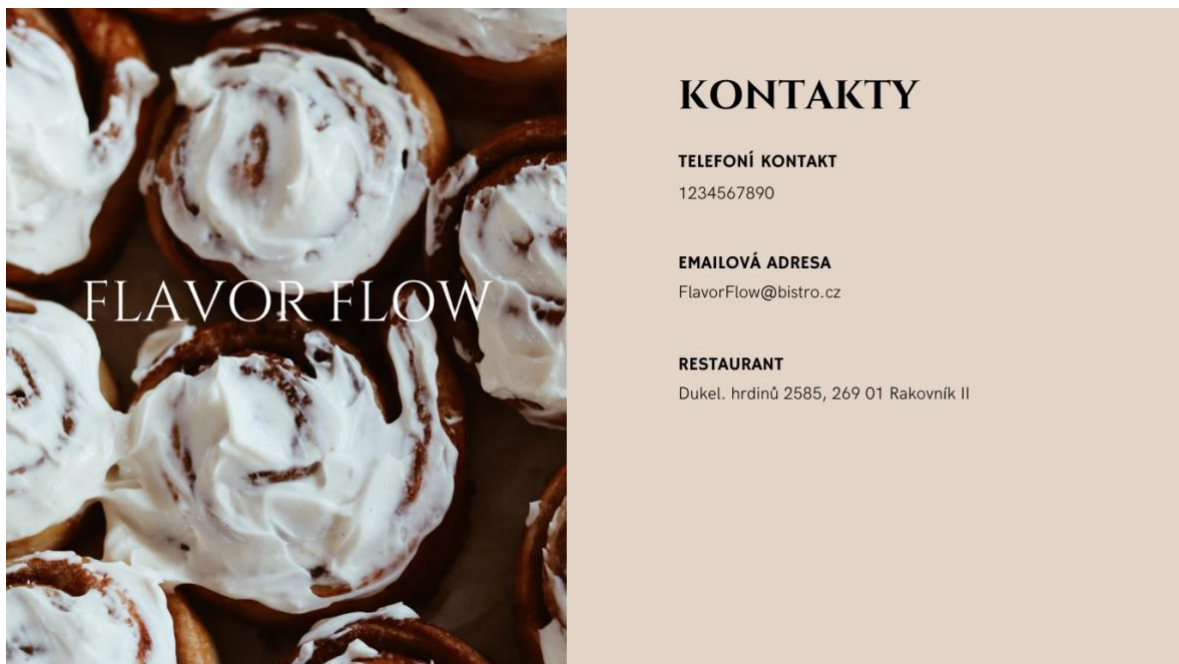 FLAVOR FLOW
KONTAKTY
TELEFONÍ KONTAKT
1234567890
EMAILOVÁ ADRESA
FlavorFlow@bistro.cz
RESTAURANT
Dukel. hrdinů 2585, 269 01 Rakovník II